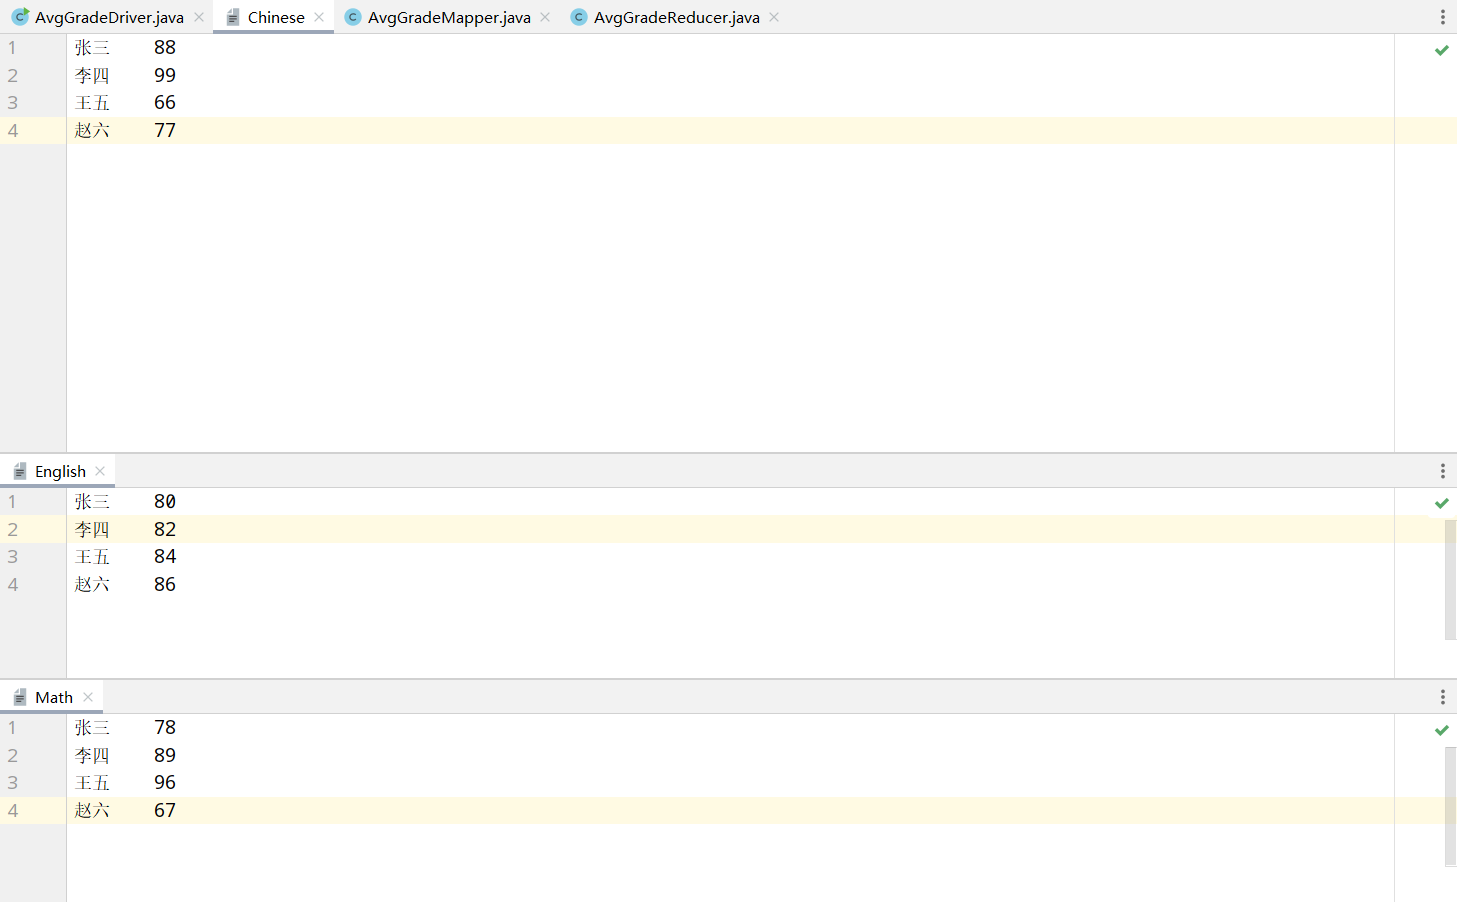 AvgGradeDriver.java Chinese AvgGradeMapper.java AvgGradeReducer.java
1 张三 88
2 李四 99
3 王五 66
4 赵六 77
English
1 张三 80
2 李四 82
3 王五 84
4 赵六 86
Math
1 张三 78
2 李四 89
3 王五 96
4 赵六 67